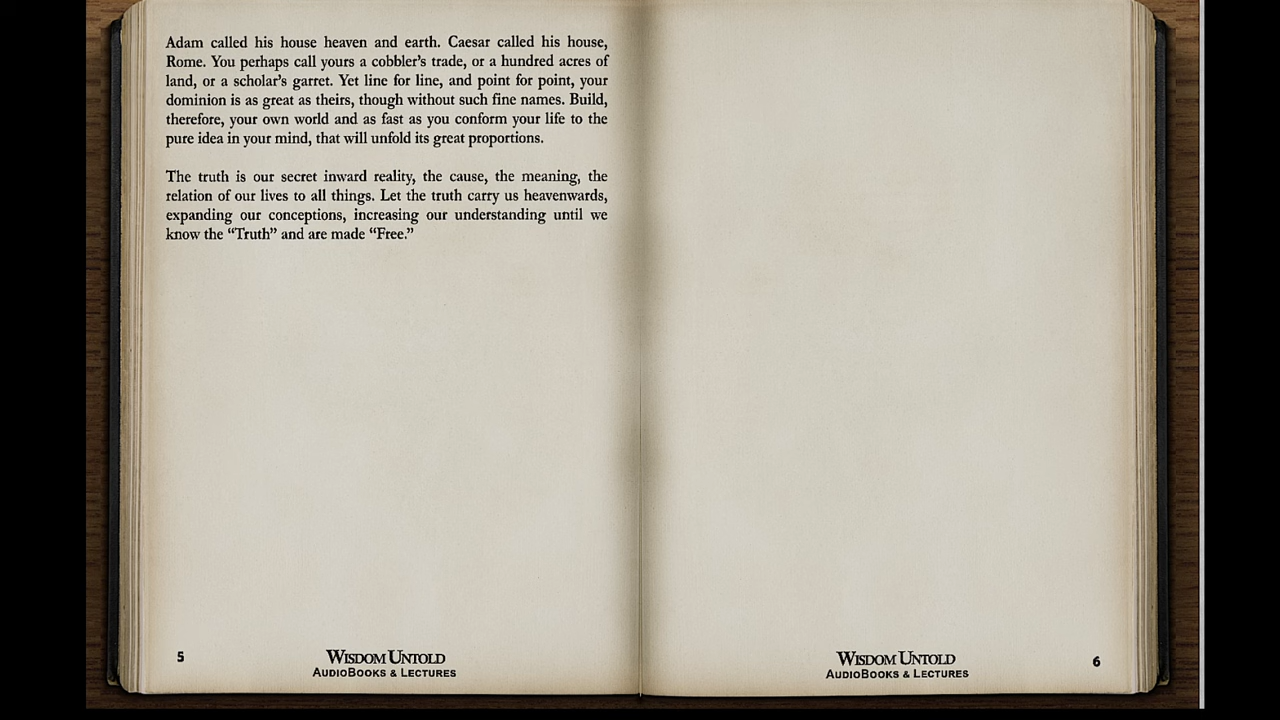 Adam called his house heaven and earth. Caesar called his house,
Rome. You perhaps call yours a cobbler's trade, or a hundred acres of
land, or a scholar's garret. Yet line for line, and point for point, your
dominion is as great as theirs, though without such fine names. Build,
therefore, your own world and as fast as you conform your life to the
pure idea in your mind, that will unfold its great proportions.
The truth is our secret inward reality, the cause, the meaning, the
relation of our lives to all things. Let the truth carry us heavenwards,
expanding our conceptions, increasing our understanding until we
know the “Truth” and are made “Free.”
5
Wisdom Untold
AudioBooks & Lectures
Wisdom Untold
AudioBooks & Lectures
6